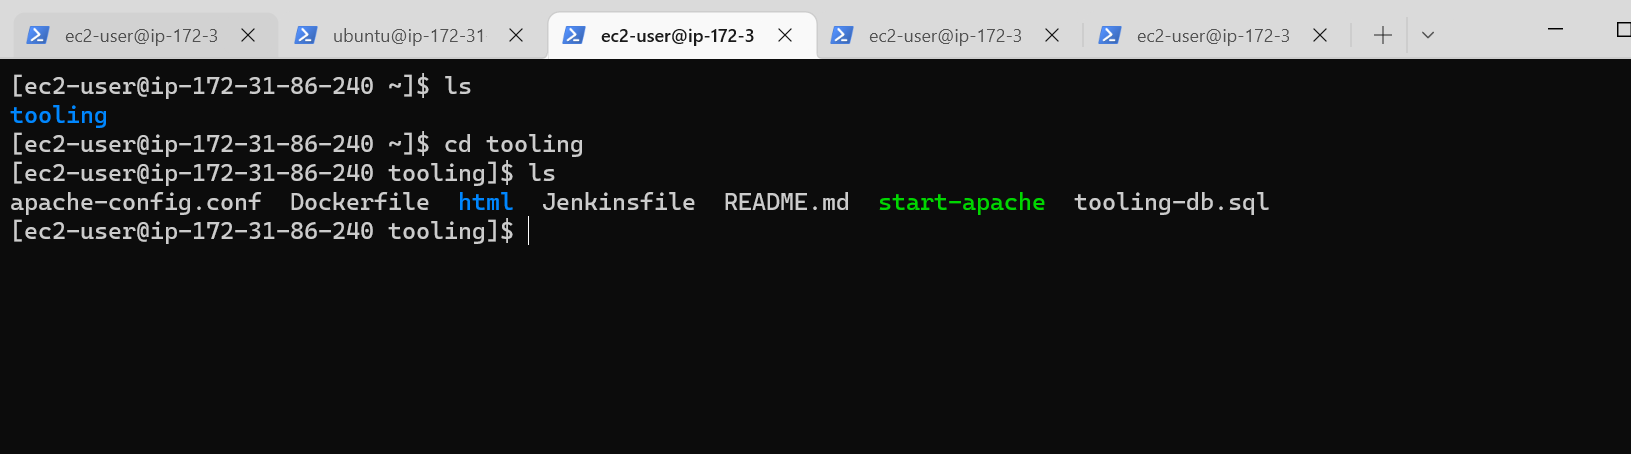 ec2-user@ip-172-3 ubuntu@ip-172-31 ec2-user@ip-172-3 ec2-user@ip-172-3 ec2-user@ip-172-3
[ec2-user@ip-172-31-86-240 ~]$ ls
tooling
[ec2-user@ip-172-31-86-240 ~]$ cd tooling
[ec2-user@ip-172-31-86-240 tooling]$ ls
apache-config.conf  Dockerfile  html  Jenkinsfile  README.md  start-apache  tooling-db.sql
[ec2-user@ip-172-31-86-240 tooling]$